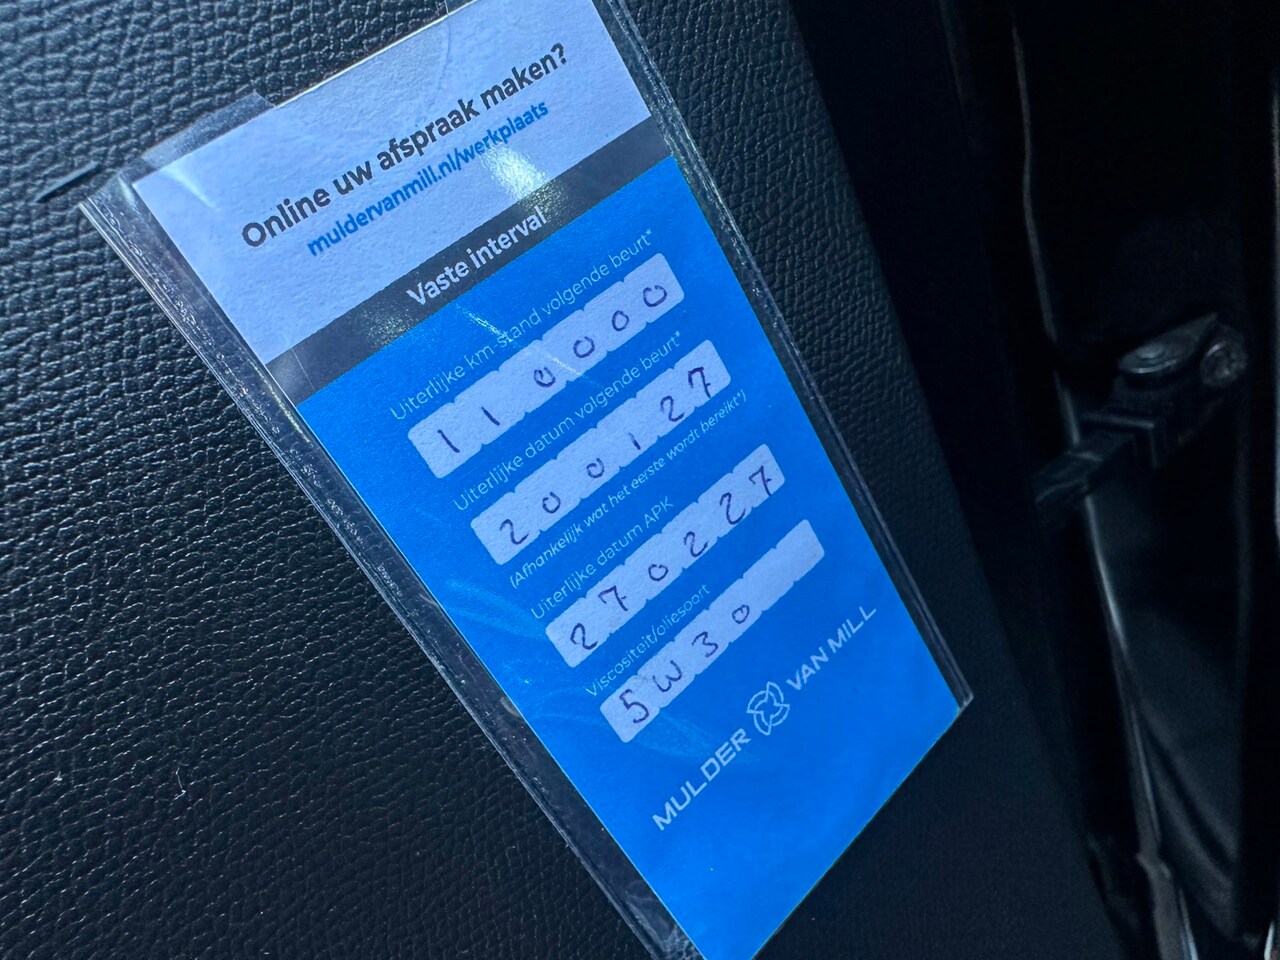 Online uw afspraak maken?
muldervanmill.nl/werkplaats
Vaste interval
Uiterlijke km-stand volgende beurt*
110000
Uiterlijke datum volgende beurt*
200127
(Afhankelijk wat het eerste wordt bereikt*)
Uiterlijke datum APK
270227
Viscositeit/oliesoort
5W30
MULDER VAN MILL